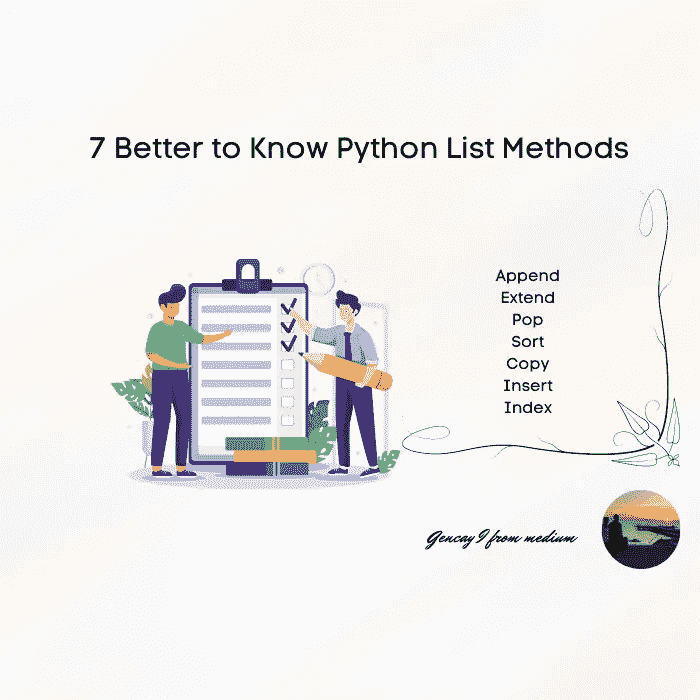 7 Better to Know Python List Methods
Append
Extend
Pop
Sort
Copy
Insert
Index
Gencay I from medium